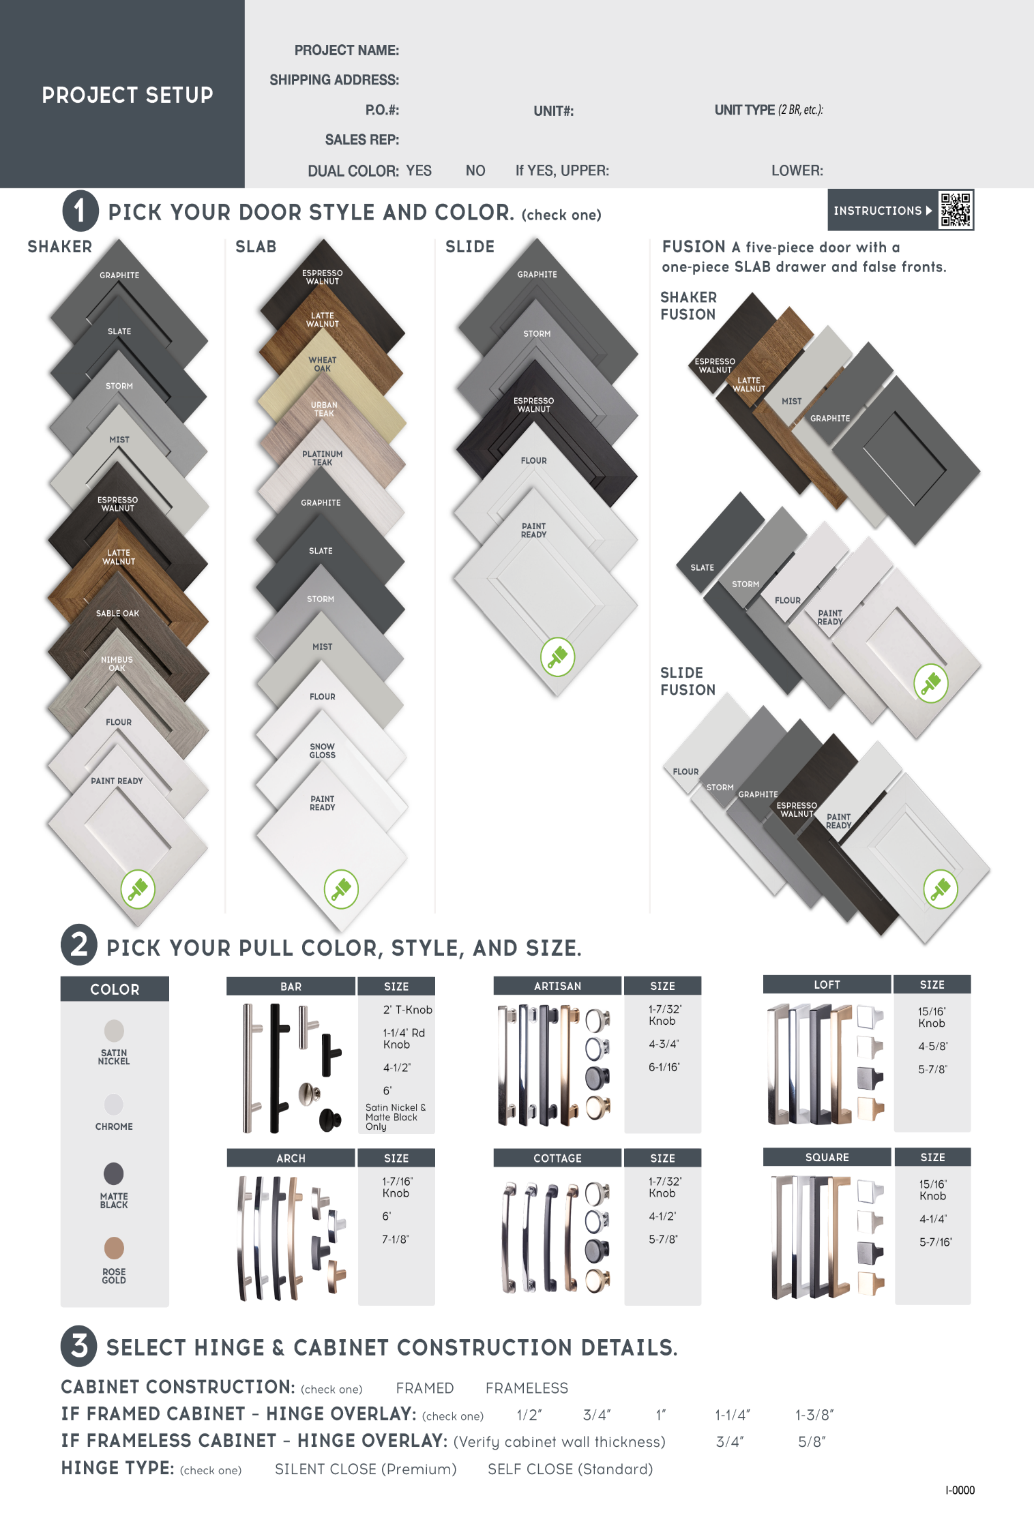 PROJECT SETUP
PROJECT NAME:
SHIPPING ADDRESS:
P.O.#: UNIT#: UNIT TYPE (2 BR, etc.):
SALES REP:
DUAL COLOR: YES NO If YES, UPPER: LOWER:
1 PICK YOUR DOOR STYLE AND COLOR. (check one)
INSTRUCTIONS
SHAKER
GRAPHITE
SLATE
STORM
MIST
ESPRESSO
WALNUT
LATTE
WALNUT
SABLE OAK
NIMBUS
OAK
FLOUR
PAINT READY
SLAB
ESPRESSO
WALNUT
LATTE
WALNUT
WHEAT
OAK
URBAN
TEAK
PLATINUM
TEAK
GRAPHITE
SLATE
STORM
MIST
FLOUR
SNOW
GLOSS
PAINT
READY
SLIDE
GRAPHITE
STORM
ESPRESSO
WALNUT
FLOUR
PAINT
READY
FUSION A five-piece door with a
one-piece SLAB drawer and false fronts.
SHAKER
FUSION
ESPRESSO
WALNUT
LATTE
WALNUT
MIST
GRAPHITE
SLATE
STORM
FLOUR
PAINT
READY
SLIDE
FUSION
FLOUR
STORM
GRAPHITE
ESPRESSO
WALNUT
PAINT
READY
2 PICK YOUR PULL COLOR, STYLE, AND SIZE.
COLOR
SATIN
NICKEL
CHROME
MATTE
BLACK
ROSE
GOLD
BAR SIZE
2" T-Knob
1-1/4" Rd
Knob
4-1/2"
6"
Satin Nickel &
Matte Black
Only
ARTISAN SIZE
1-7/32"
Knob
4-3/4"
6-1/16"
LOFT SIZE
15/16"
Knob
4-5/8"
5-7/8"
ARCH SIZE
1-7/16"
Knob
6"
7-1/8"
COTTAGE SIZE
1-7/32"
Knob
4-1/2"
5-7/8"
SQUARE SIZE
15/16"
Knob
4-1/4"
5-7/16"
3 SELECT HINGE & CABINET CONSTRUCTION DETAILS.
CABINET CONSTRUCTION: (check one) FRAMED FRAMELESS
IF FRAMED CABINET - HINGE OVERLAY: (check one) 1/2" 3/4" 1" 1-1/4" 1-3/8"
IF FRAMELESS CABINET - HINGE OVERLAY: (Verify cabinet wall thickness) 3/4" 5/8"
HINGE TYPE: (check one) SILENT CLOSE (Premium) SELF CLOSE (Standard)
I-0000